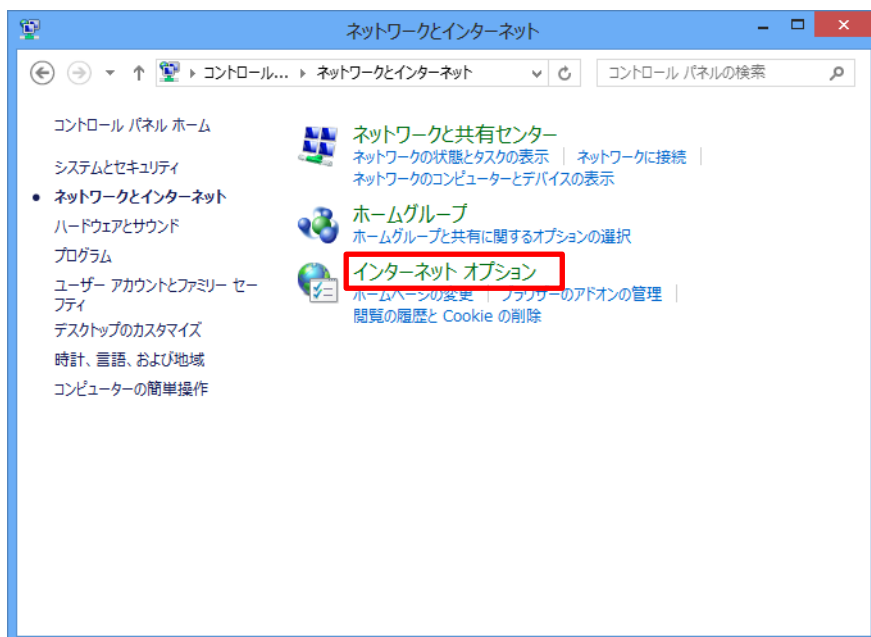 ネットワークとインターネット
コントロール... ネットワークとインターネット コントロール パネルの検索
コントロール パネル ホーム
システムとセキュリティ
ネットワークとインターネット
ハードウェアとサウンド
プログラム
ユーザー アカウントとファミリー セー
フティ
デスクトップのカスタマイズ
時計、言語、および地域
コンピューターの簡単操作
ネットワークと共有センター
ネットワークの状態とタスクの表示 ネットワークに接続
ネットワークのコンピューターとデバイスの表示
ホームグループ
ホームグループと共有に関するオプションの選択
インターネット オプション
ホームページの変更 ブラウザーのアドオンの管理
閲覧の履歴と Cookie の削除